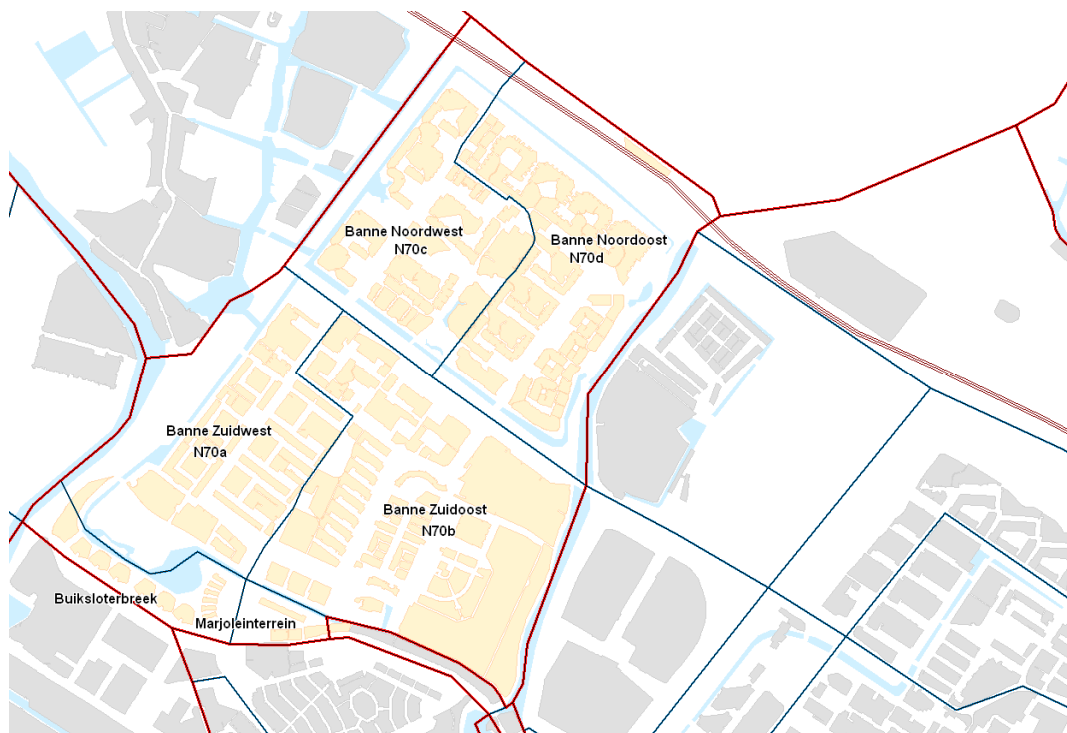 Banne Noordwest
N70c
Banne Noordoost
N70d
Banne Zuidwest
N70a
Banne Zuidoost
N70b
Buiksloterbreek
Marjoleinterrein